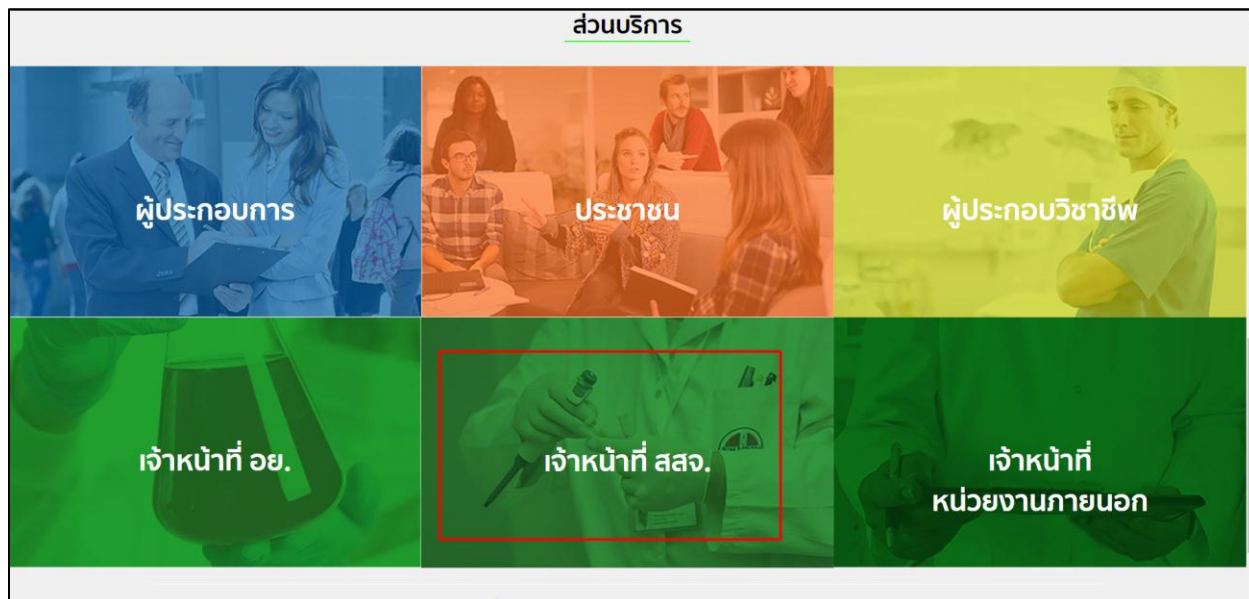 ส่วนบริการ
ผู้ประกอบการ
ประชาชน
ผู้ประกอบวิชาชีพ
เจ้าหน้าที่ อย.
เจ้าหน้าที่ สสจ.
เจ้าหน้าที่
หน่วยงานภายนอก